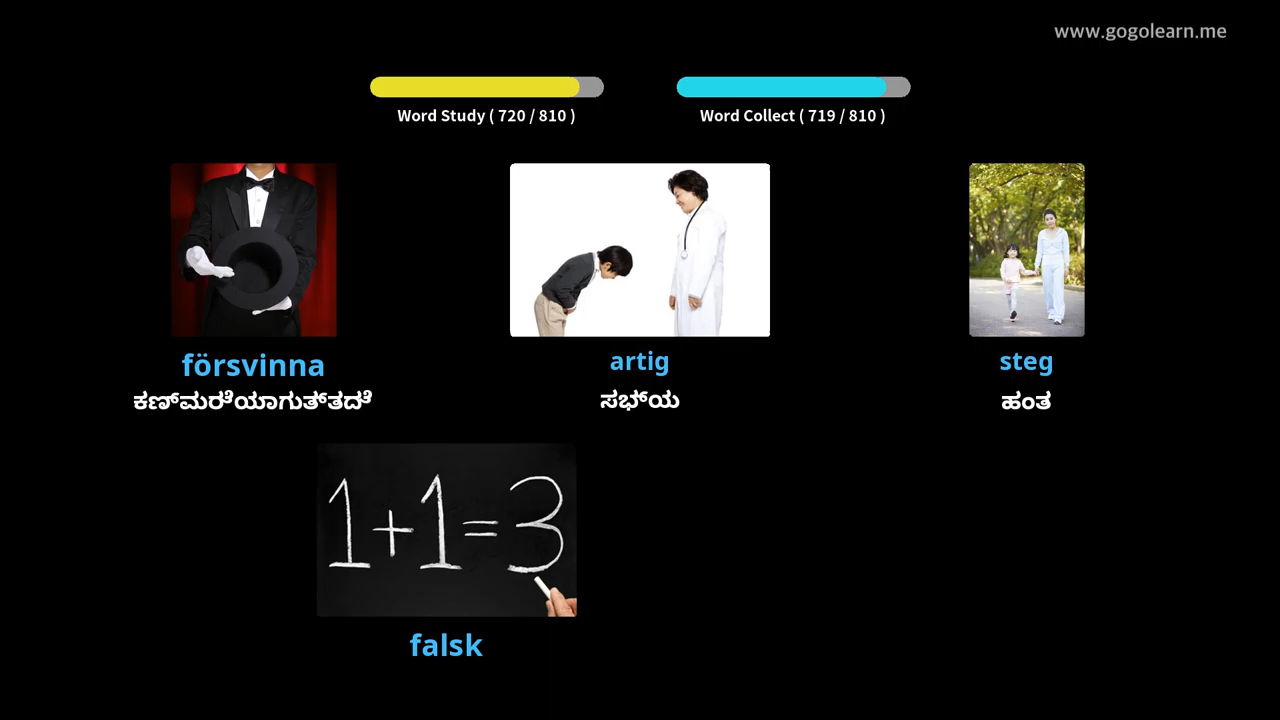 www.gogolearn.me
Word Study ( 720 / 810 )
Word Collect ( 719 / 810 )
försvinna
artig
steg
ಕಣ್ಮರೆಯಾಗುತ್ತದೆ
ಸಭ್ಯ
ಹಂತ
1+1=3
falsk